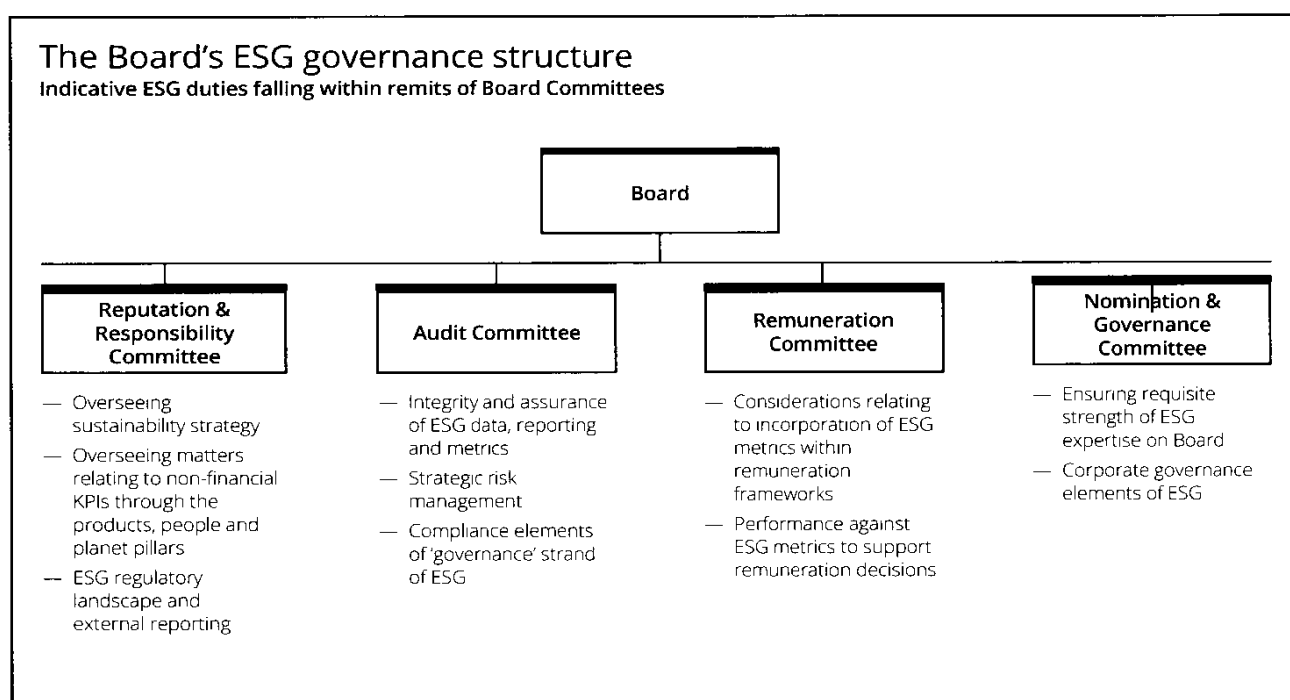 The Board's ESG governance structure
Indicative ESG duties falling within remits of Board Committees
Board
Reputation &
Responsibility
Committee
— Overseeing
sustainability strategy
— Overseeing matters
relating to non-financial
KPIs through the
products, people and
planet pillars
— ESG regulatory
landscape and
external reporting
Audit Committee
— Integrity and assurance
of ESG data, reporting
and metrics
— Strategic risk
management
— Compliance elements
of 'governance' strand
of ESG
Remuneration
Committee
— Considerations relating
to incorporation of ESG
metrics within
remuneration
frameworks
— Performance against
ESG metrics to support
remuneration decisions
Nomination &
Governance
Committee
— Ensuring requisite
strength of ESG
expertise on Board
— Corporate governance
elements of ESG